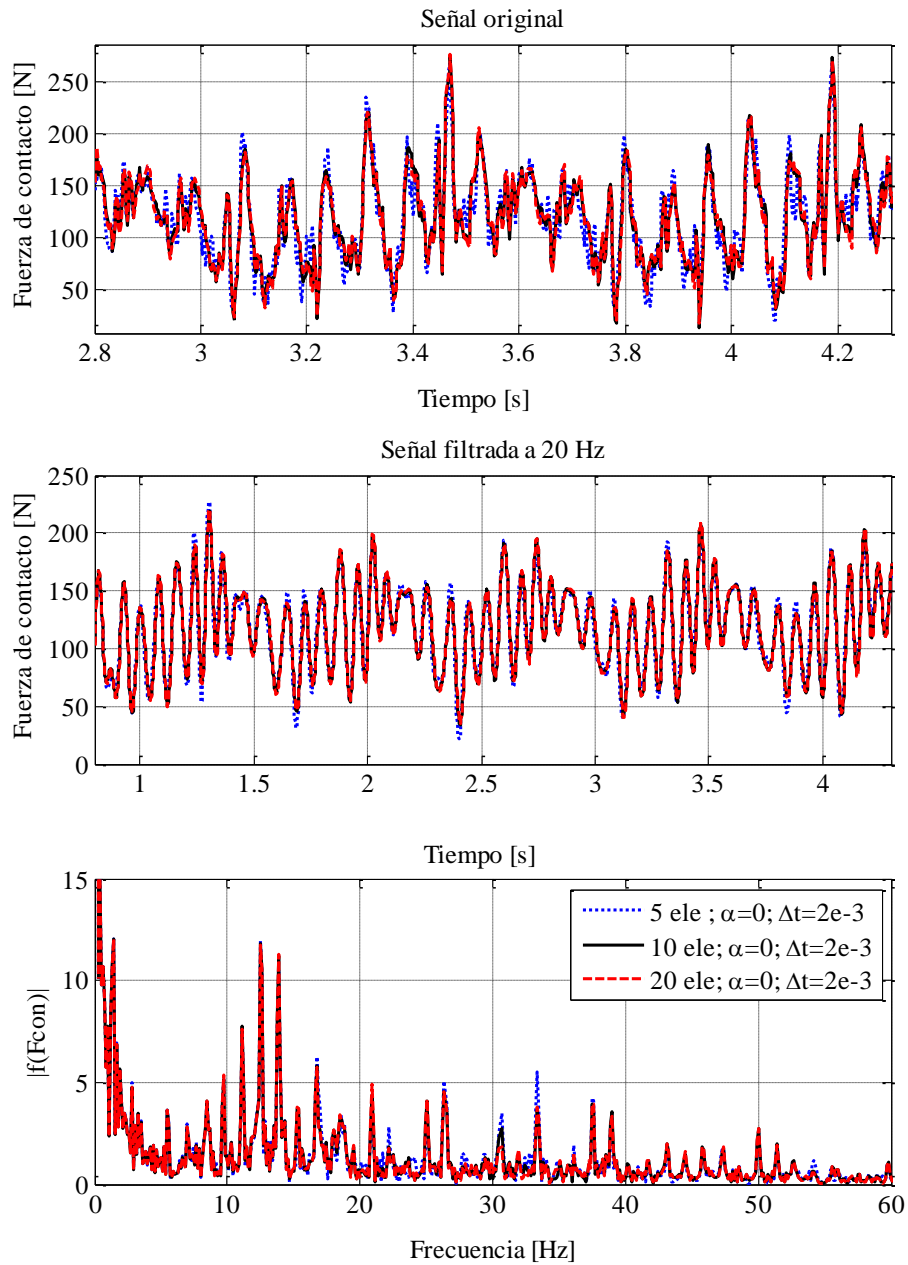 Señal original
Fuerza de contacto [N]
250
200
150
100
50
2.8 3 3.2 3.4 3.6 3.8 4 4.2
Tiempo [s]
Señal filtrada a 20 Hz
Fuerza de contacto [N]
250
200
150
100
50
0
1 1.5 2 2.5 3 3.5 4
Tiempo [s]
|f(Fcon)|
15
10
5
0
5 ele ; α=0; Δt=2e-3
10 ele; α=0; Δt=2e-3
20 ele; α=0; Δt=2e-3
0 10 20 30 40 50 60
Frecuencia [Hz]